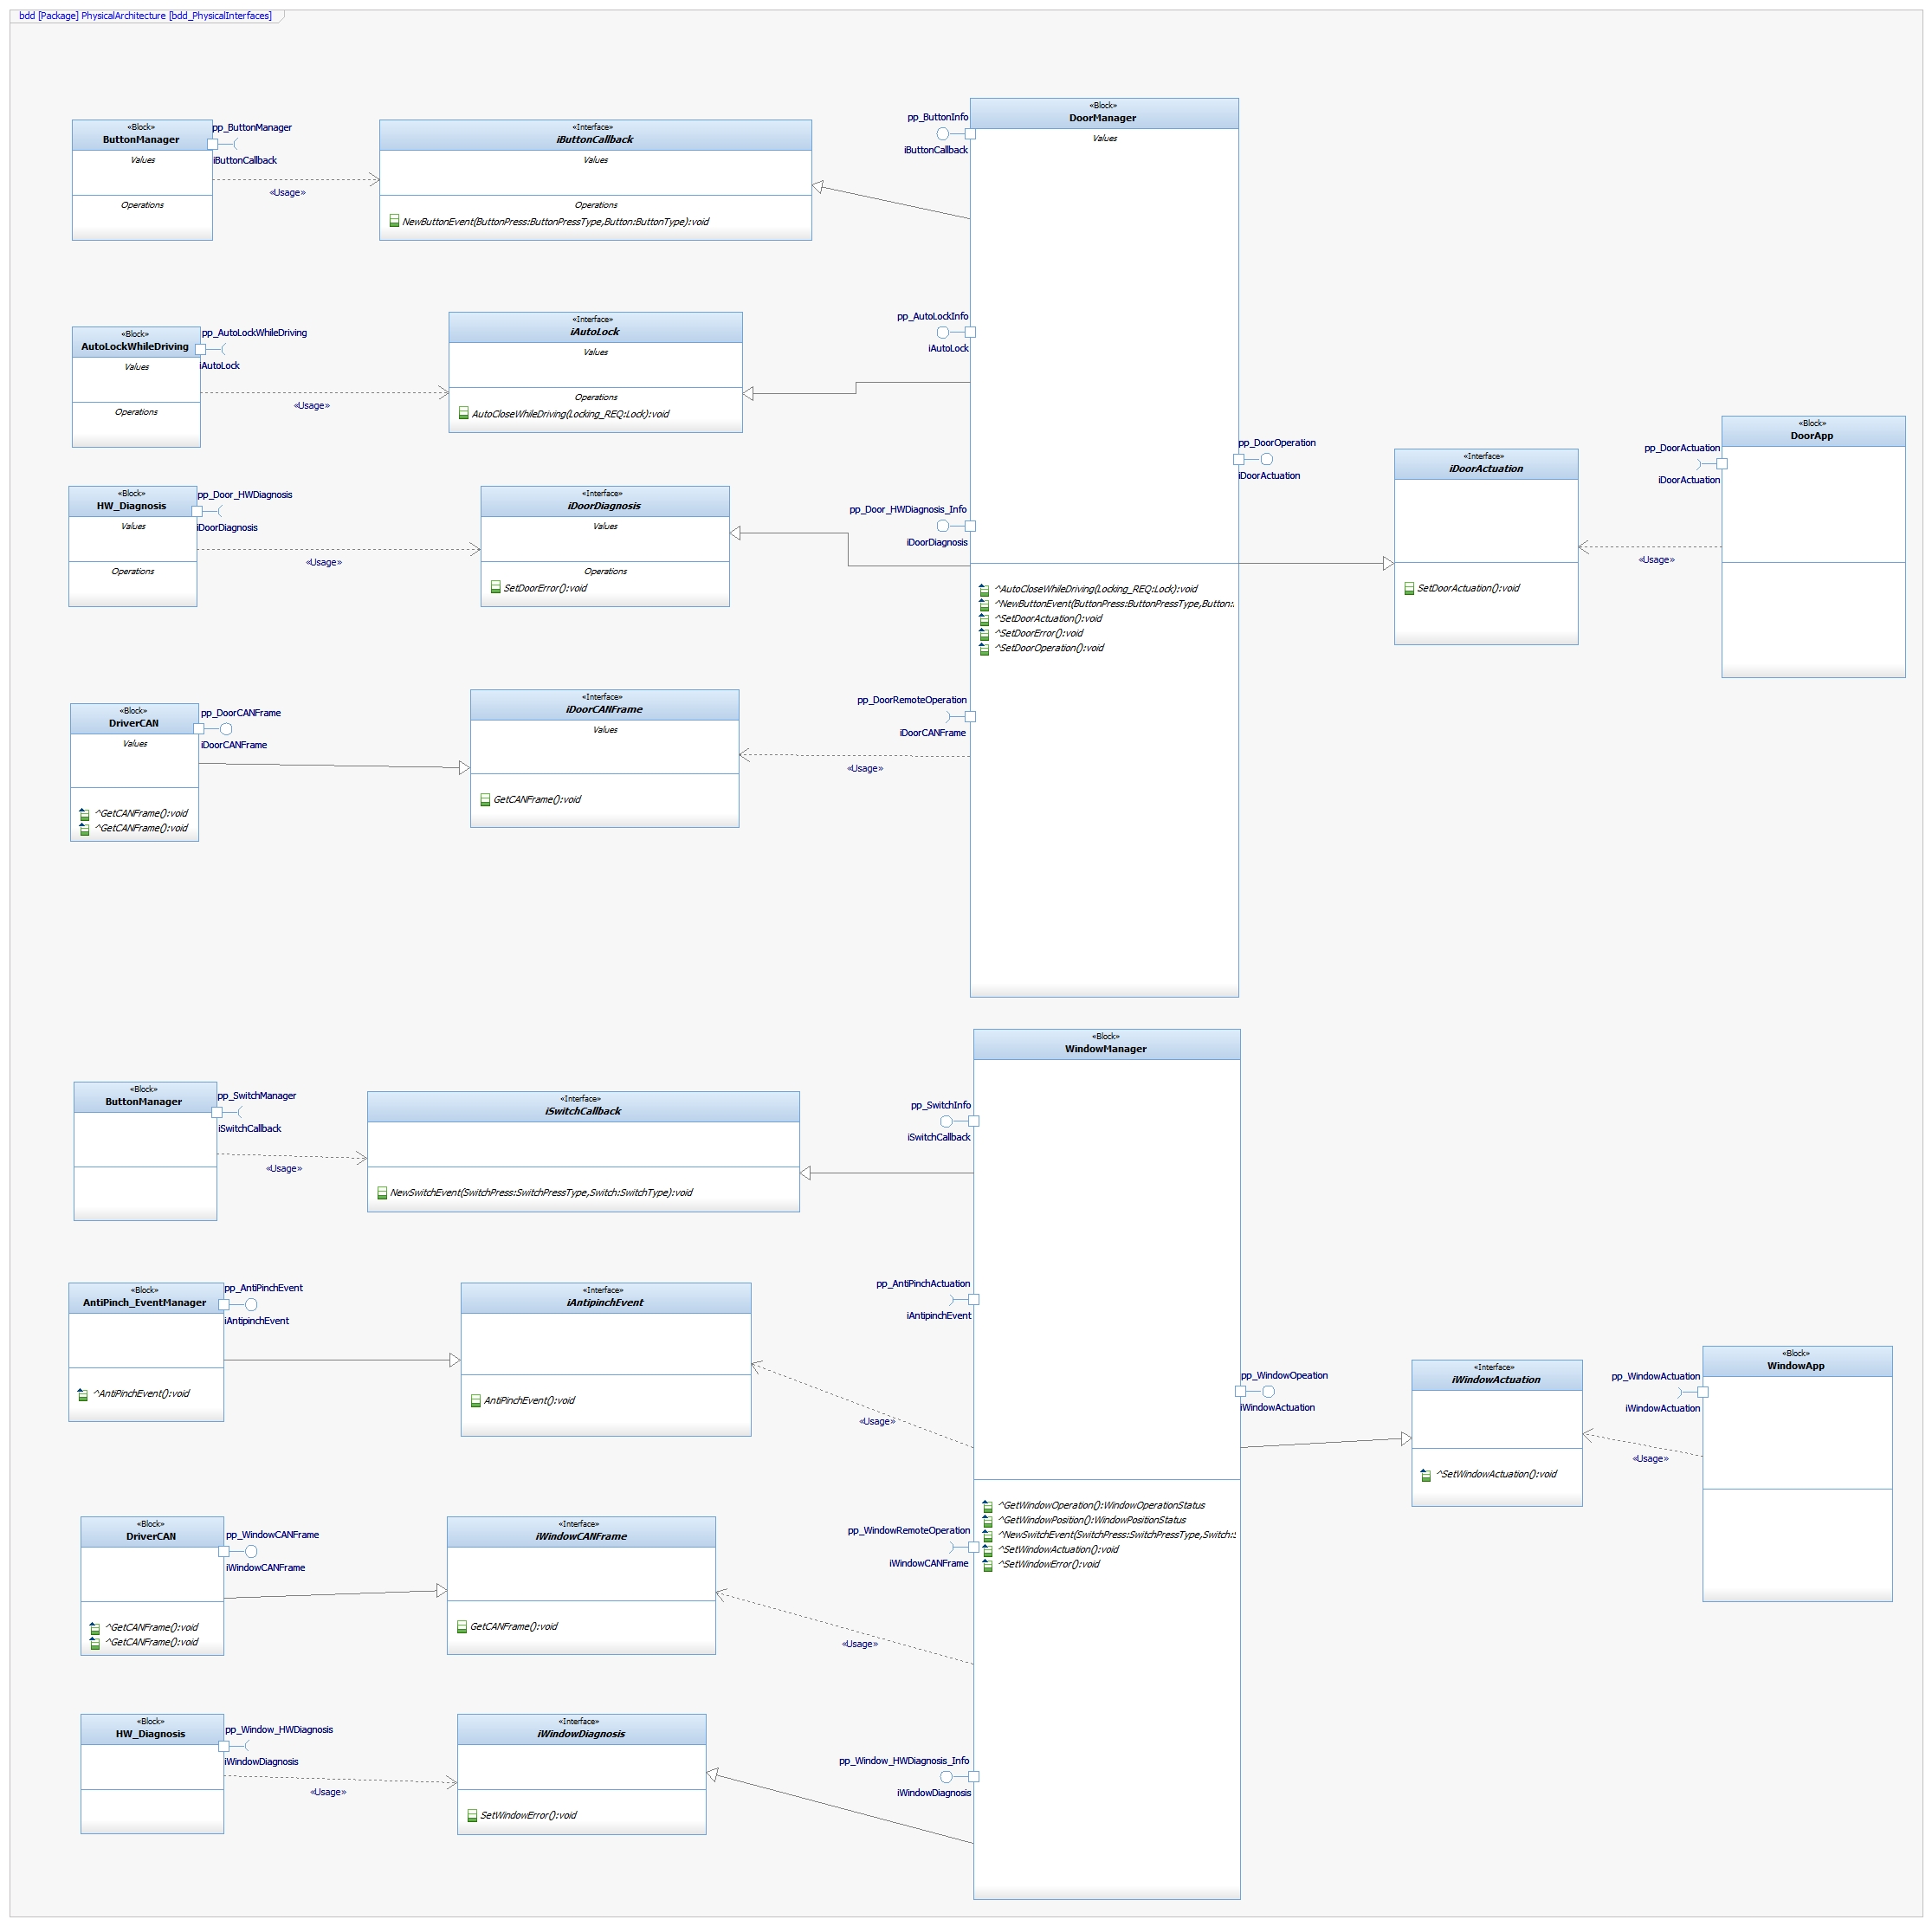 bdd [Package] PhysicalArchitecture [bdd_PhysicalInterfaces]
«Block»
ButtonManager
Values
Operations
pp_ButtonManager
iButtonCallback
«Usage»
«Interface»
iButtonCallback
Values
Operations
NewButtonEvent(ButtonPress:ButtonPressType,Button:ButtonType):void
pp_ButtonInfo
iButtonCallback
«Block»
DoorManager
Values
«Block»
AutoLockWhileDriving
Values
Operations
pp_AutoLockWhileDriving
iAutoLock
«Usage»
«Interface»
iAutoLock
Values
Operations
AutoCloseWhileDriving(Locking_REQ:Lock):void
pp_AutoLockInfo
iAutoLock
pp_DoorOperation
iDoorActuation
«Interface»
iDoorActuation
SetDoorActuation():void
«Usage»
pp_DoorActuation
iDoorActuation
«Block»
DoorApp
«Block»
HW_Diagnosis
Values
Operations
pp_Door_HWDiagnosis
iDoorDiagnosis
«Usage»
«Interface»
iDoorDiagnosis
Values
Operations
SetDoorError():void
pp_Door_HWDiagnosis_Info
iDoorDiagnosis
^AutoCloseWhileDriving(Locking_REQ:Lock):void
^NewButtonEvent(ButtonPress:ButtonPressType,Button:
^SetDoorActuation():void
^SetDoorError():void
^SetDoorOperation():void
«Block»
DriverCAN
Values
^GetCANFrame():void
^GetCANFrame():void
pp_DoorCANFrame
iDoorCANFrame
«Interface»
iDoorCANFrame
Values
GetCANFrame():void
pp_DoorRemoteOperation
iDoorCANFrame
«Usage»
«Block»
WindowManager
«Block»
ButtonManager
pp_SwitchManager
iSwitchCallback
«Usage»
«Interface»
iSwitchCallback
NewSwitchEvent(SwitchPress:SwitchPressType,Switch:SwitchType):void
pp_SwitchInfo
iSwitchCallback
«Block»
AntiPinch_EventManager
^AntiPinchEvent():void
pp_AntiPinchEvent
iAntipinchEvent
«Interface»
iAntipinchEvent
AntiPinchEvent():void
pp_AntiPinchActuation
iAntipinchEvent
«Usage»
pp_WindowOpeation
iWindowActuation
«Interface»
iWindowActuation
^SetWindowActuation():void
«Usage»
pp_WindowActuation
iWindowActuation
«Block»
WindowApp
^GetWindowOperation():WindowOperationStatus
^GetWindowPosition():WindowPositionStatus
^NewSwitchEvent(SwitchPress:SwitchPressType,Switch:
^SetWindowActuation():void
^SetWindowError():void
«Block»
DriverCAN
^GetCANFrame():void
^GetCANFrame():void
pp_WindowCANFrame
iWindowCANFrame
«Interface»
iWindowCANFrame
GetCANFrame():void
pp_WindowRemoteOperation
iWindowCANFrame
«Usage»
«Block»
HW_Diagnosis
pp_Window_HWDiagnosis
iWindowDiagnosis
«Usage»
«Interface»
iWindowDiagnosis
SetWindowError():void
pp_Window_HWDiagnosis_Info
iWindowDiagnosis